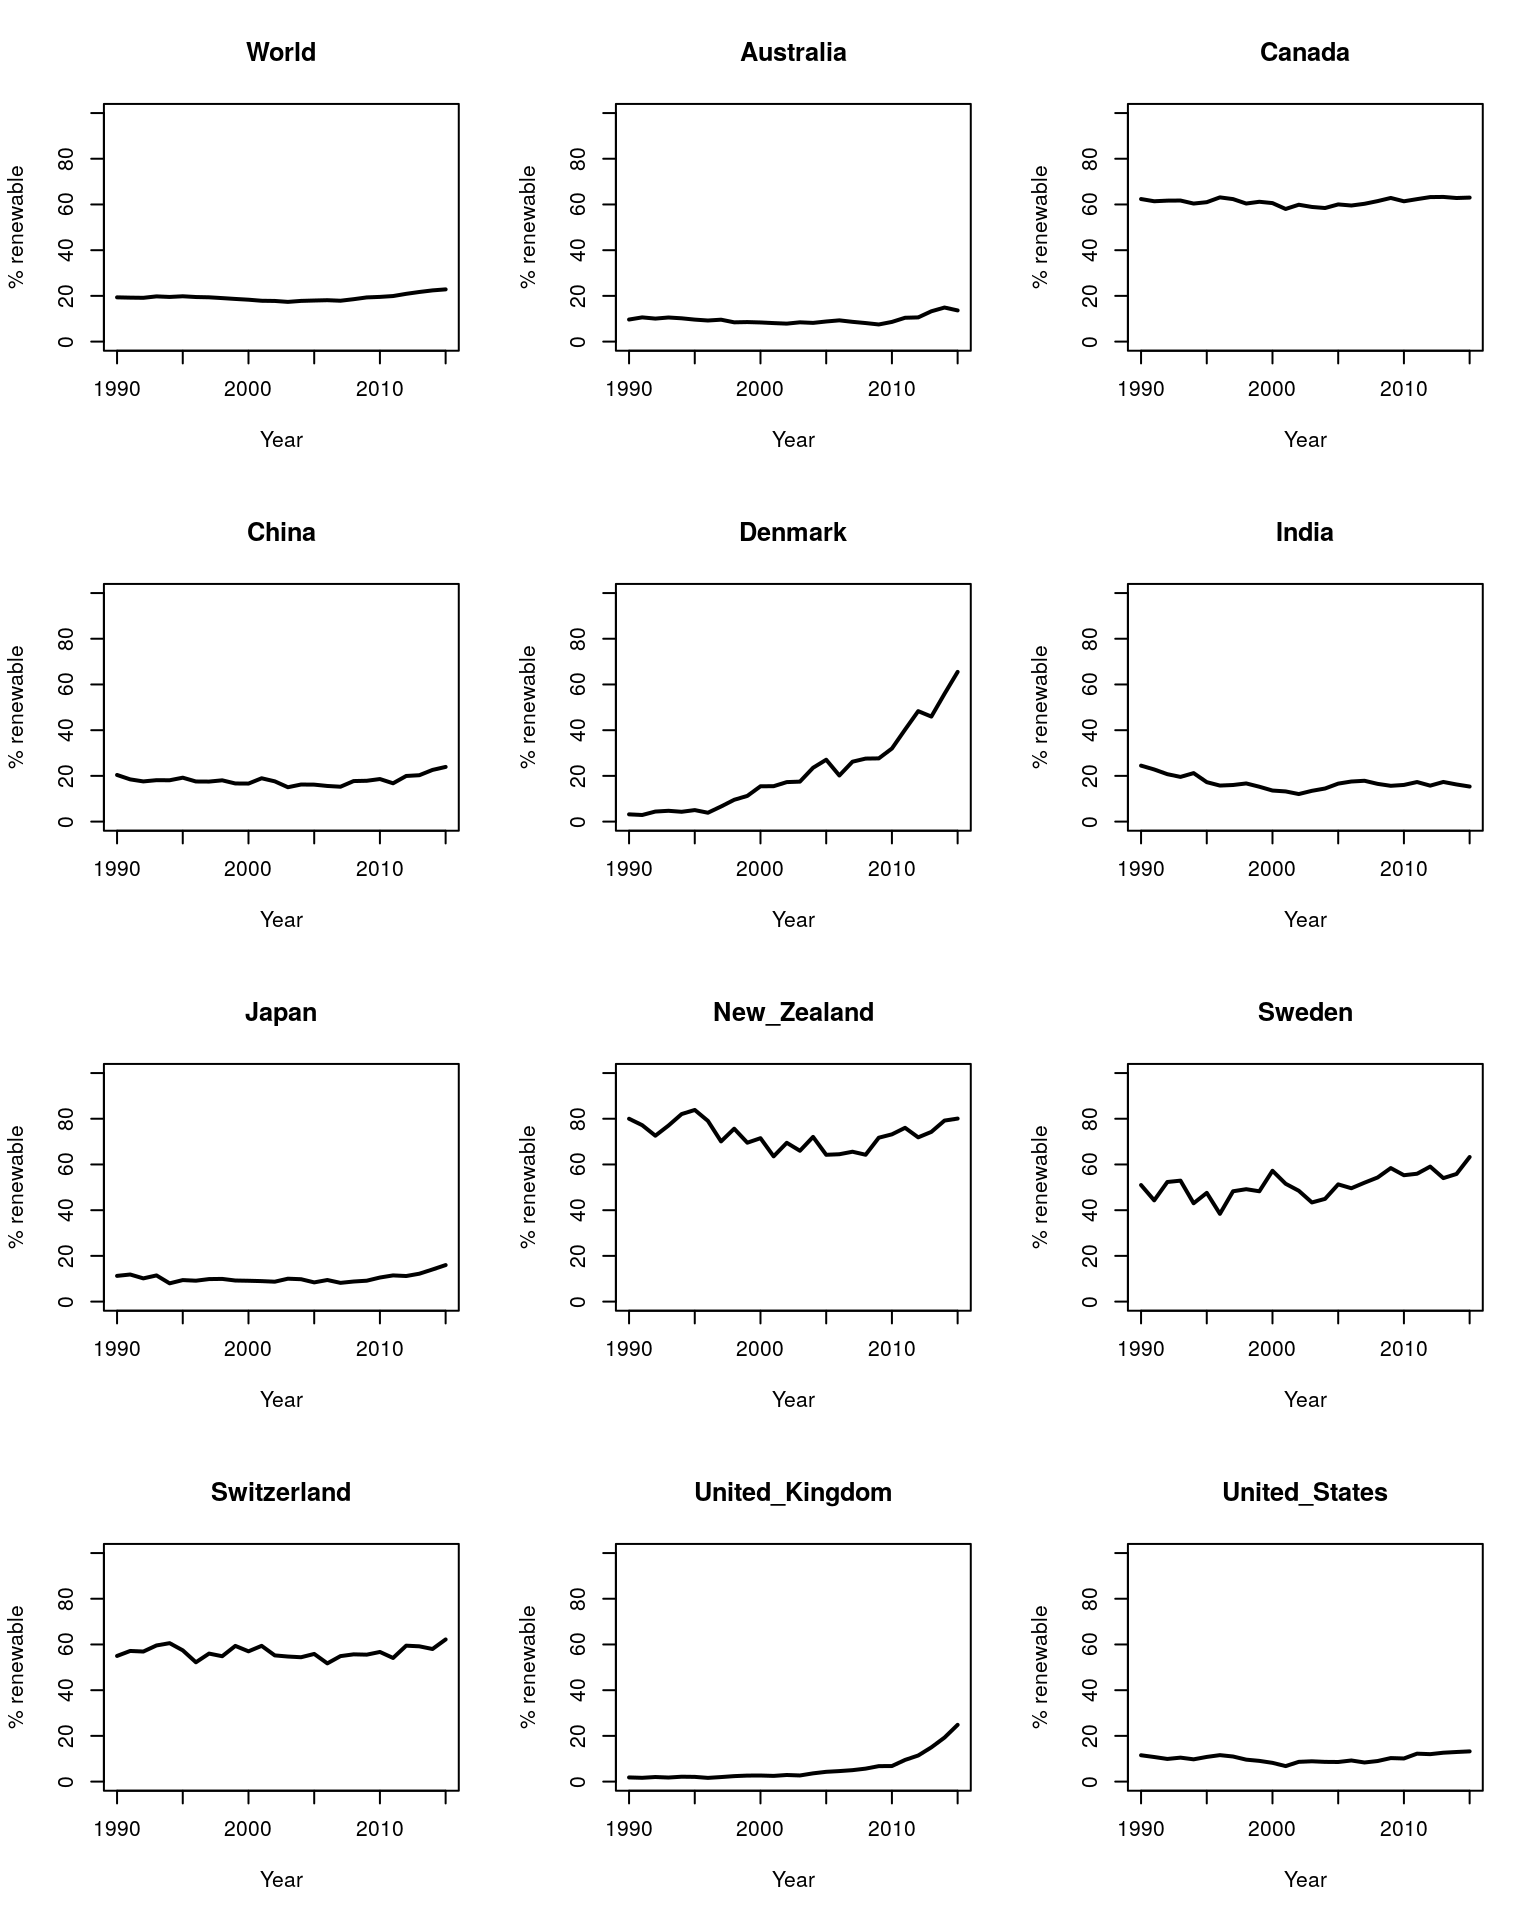 World
% renewable
80
60
40
20
0
1990 2000 2010
Year
Australia
% renewable
80
60
40
20
0
1990 2000 2010
Year
Canada
% renewable
80
60
40
20
0
1990 2000 2010
Year
China
% renewable
80
60
40
20
0
1990 2000 2010
Year
Denmark
% renewable
80
60
40
20
0
1990 2000 2010
Year
India
% renewable
80
60
40
20
0
1990 2000 2010
Year
Japan
% renewable
80
60
40
20
0
1990 2000 2010
Year
New_Zealand
% renewable
80
60
40
20
0
1990 2000 2010
Year
Sweden
% renewable
80
60
40
20
0
1990 2000 2010
Year
Switzerland
% renewable
80
60
40
20
0
1990 2000 2010
Year
United_Kingdom
% renewable
80
60
40
20
0
1990 2000 2010
Year
United_States
% renewable
80
60
40
20
0
1990 2000 2010
Year